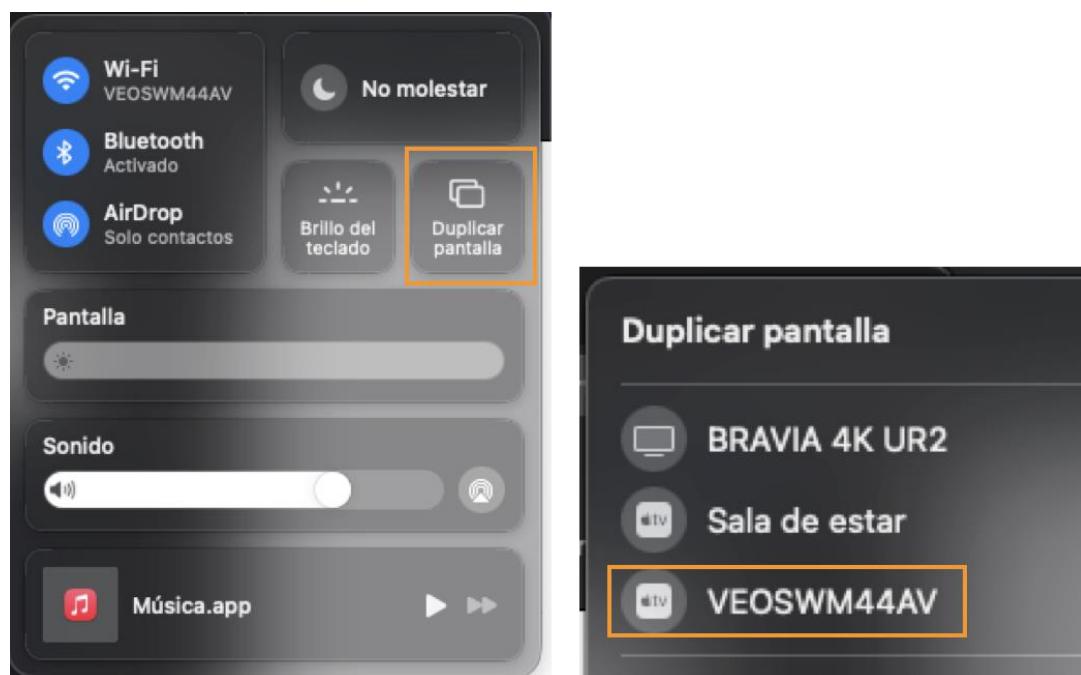 Wi-Fi
VEOSWM44AV
Bluetooth
Activado
AirDrop
Solo contactos
No molestar
Brillo del
teclado
Duplicar
pantalla
Pantalla
Sonido
Música.app
Duplicar pantalla
BRAVIA 4K UR2
tv
Sala de estar
tv
VEOSWM44AV